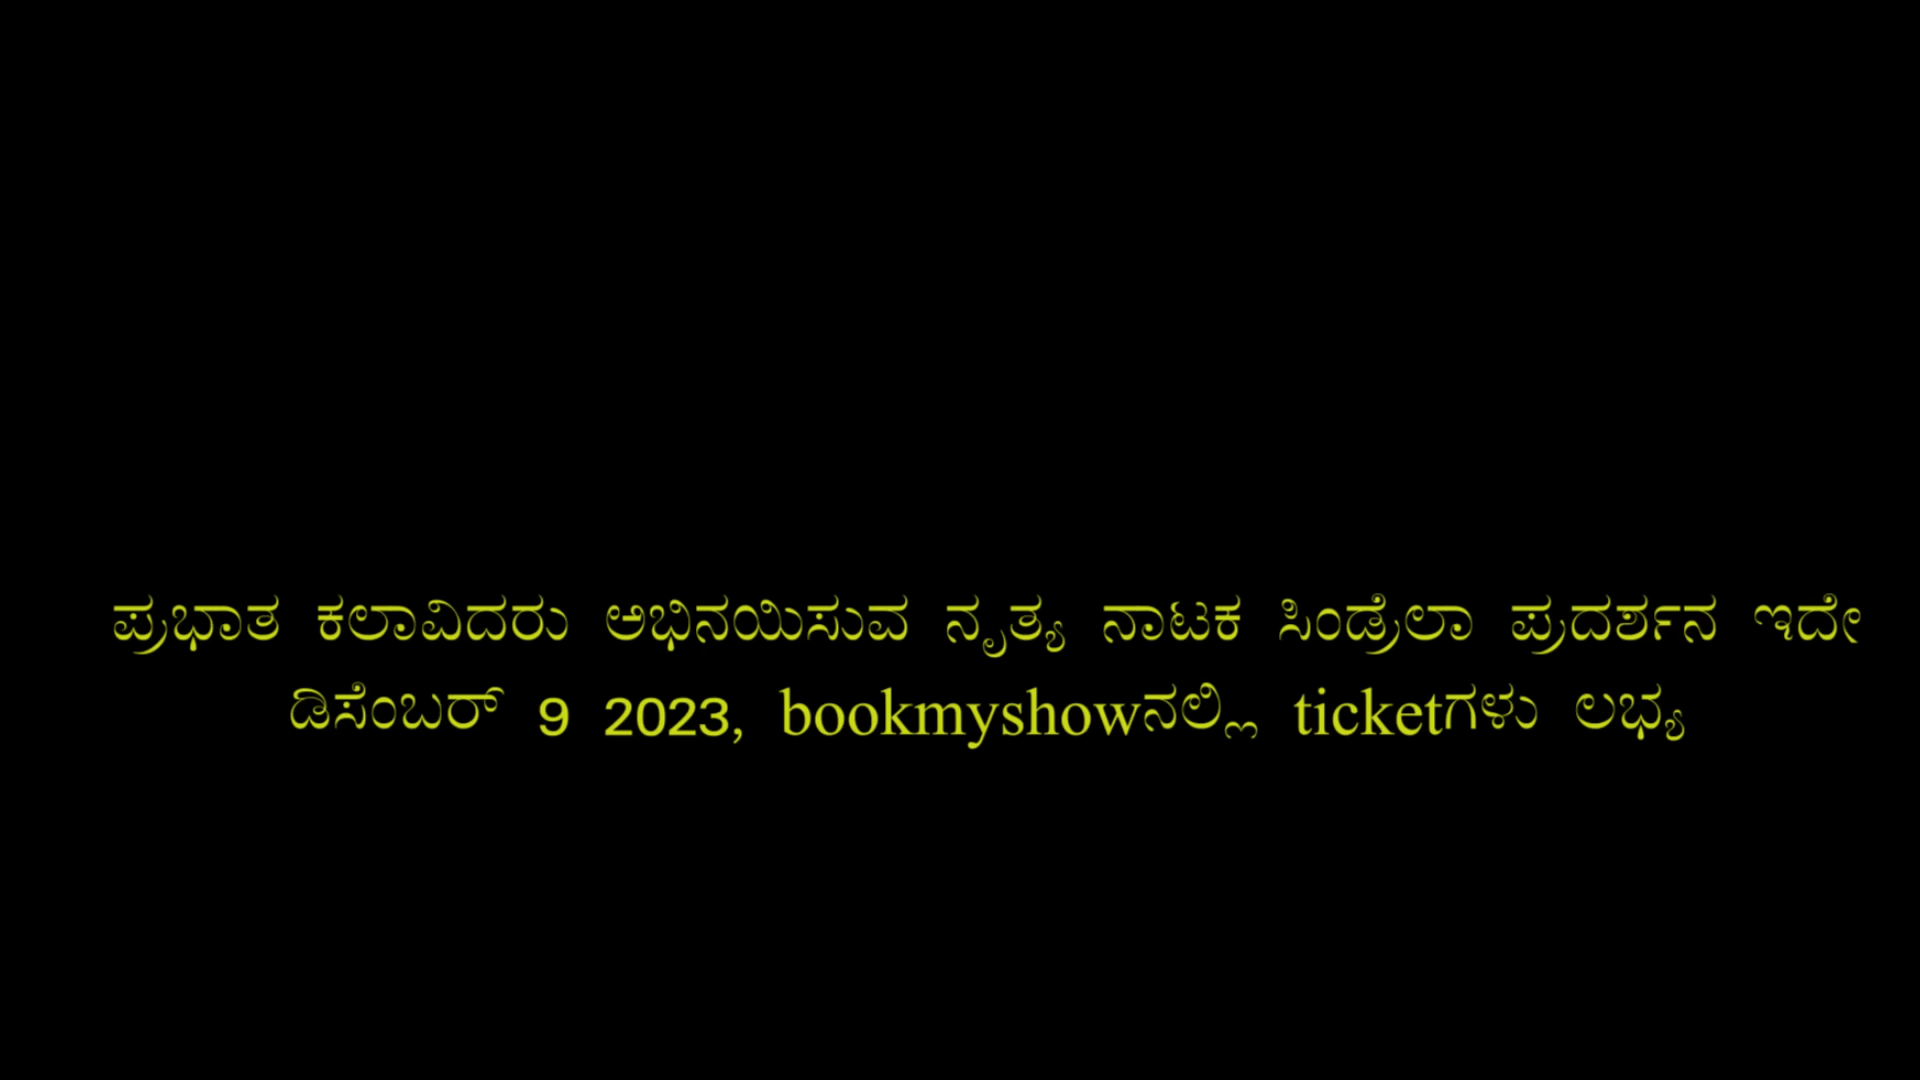 ಪ್ರಭಾತ ಕಲಾವಿದರು ಅಭಿನಯಿಸುವ ನೃತ್ಯ ನಾಟಕ ಸಿಂಡ್ರೆಲಾ ಪ್ರದರ್ಶನ ಇದೇ
ಡಿಸೆಂಬರ್ 9 2023, bookmyshowನಲ್ಲಿ ticketಗಳು ಲಭ್ಯ